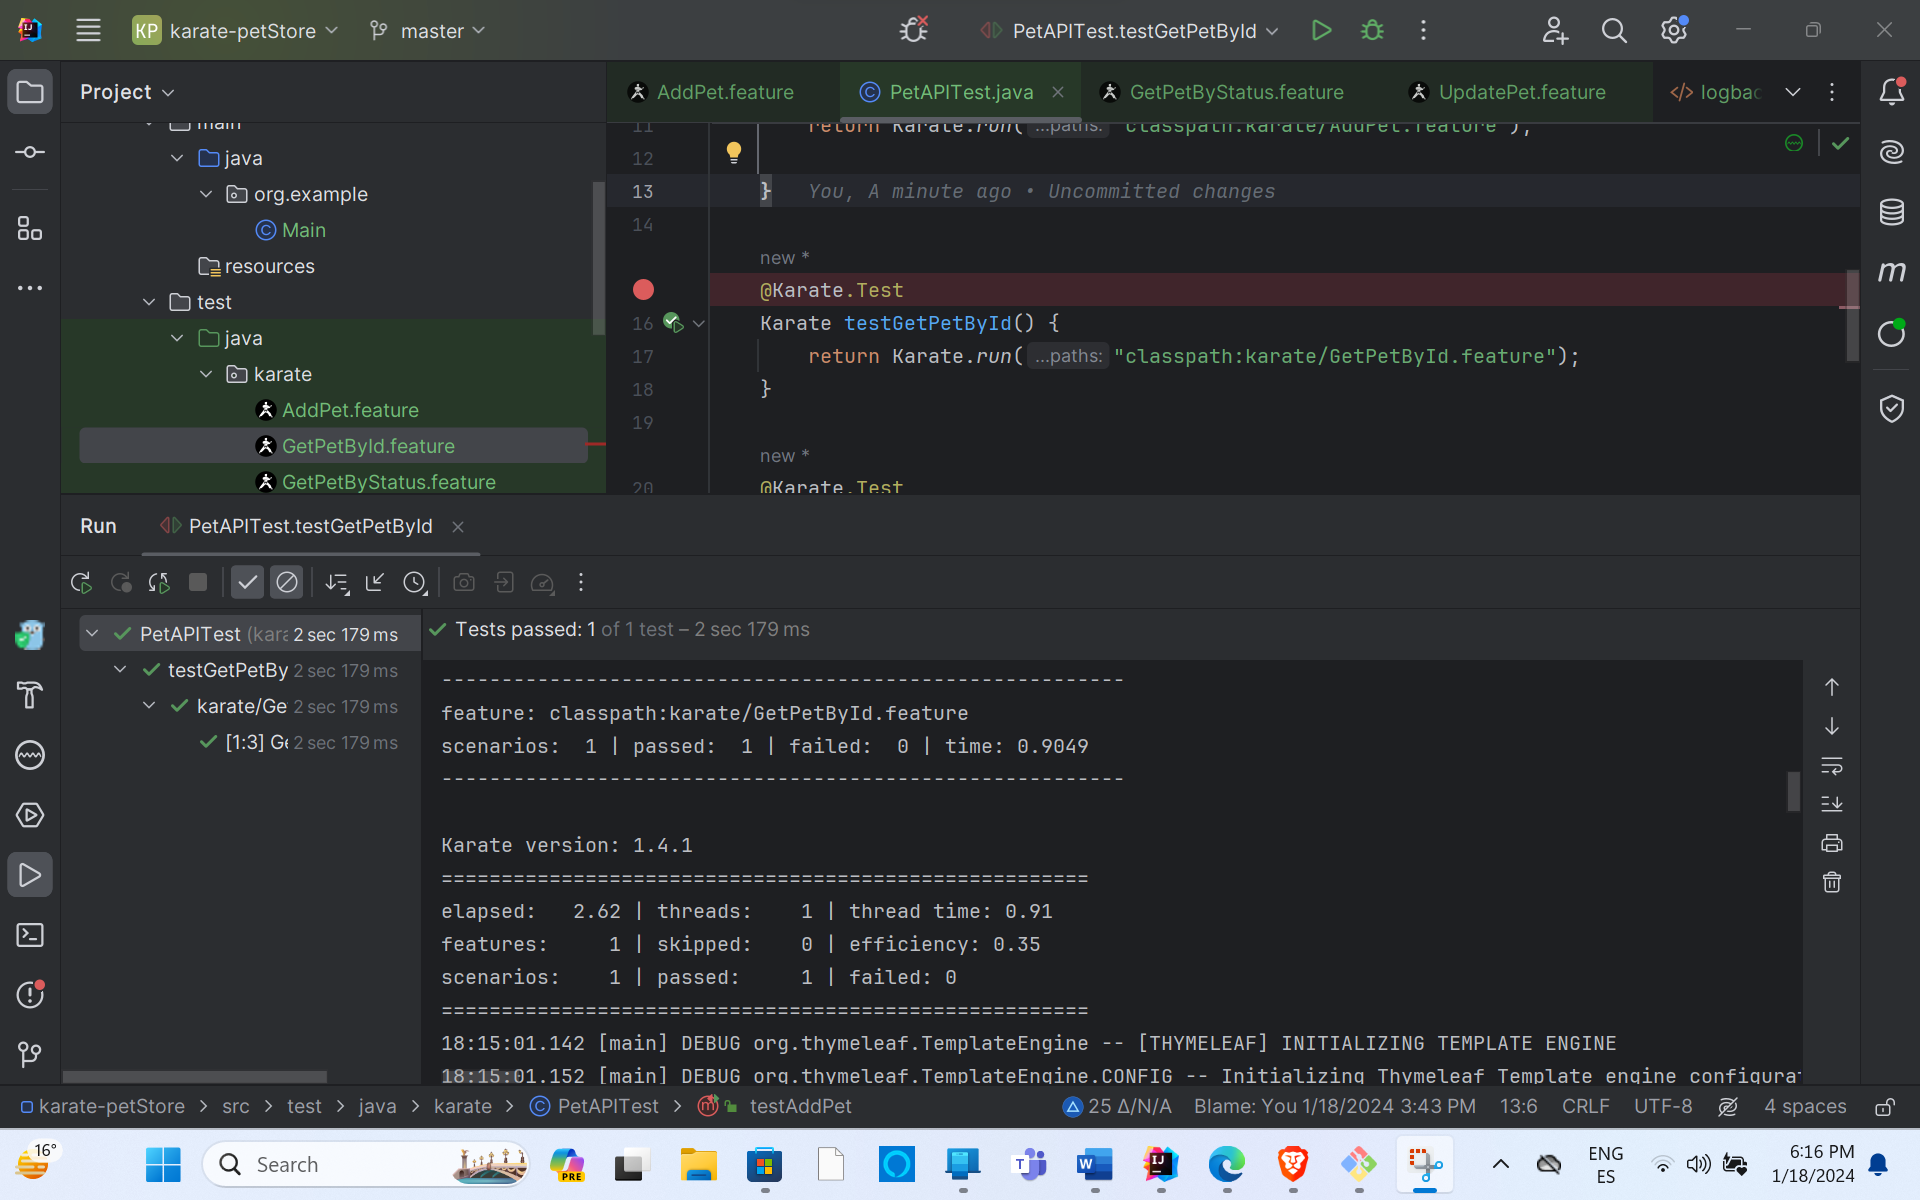 KP karate-petStore master PetAPITest.testGetPetById
Project
AddPet.feature PetAPITest.java GetPetByStatus.feature UpdatePet.feature </> logbac
main
java
org.example
Main
resources
test
java
karate
AddPet.feature
GetPetById.feature
GetPetByStatus.feature
11 return Karate.run( ...paths: "classpath:karate/AddPet.feature");
12
13 } You, A minute ago • Uncommitted changes
14
new *
@Karate.Test
16 Karate testGetPetById() {
17 return Karate.run( ...paths: "classpath:karate/GetPetById.feature");
18 }
19
new *
20 @Karate.Test
Run PetAPITest.testGetPetById
PetAPITest (kara 2 sec 179 ms
testGetPetBy 2 sec 179 ms
karate/Ge 2 sec 179 ms
[1:3] Ge 2 sec 179 ms
Tests passed: 1 of 1 test – 2 sec 179 ms
---------------------------------------------------------
feature: classpath:karate/GetPetById.feature
scenarios:  1 | passed:  1 | failed:  0 | time: 0.9049
---------------------------------------------------------
Karate version: 1.4.1
======================================================
elapsed:   2.62 | threads:    1 | thread time: 0.91
features:     1 | skipped:    0 | efficiency: 0.35
scenarios:    1 | passed:     1 | failed: 0
======================================================
18:15:01.142 [main] DEBUG org.thymeleaf.TemplateEngine -- [THYMELEAF] INITIALIZING TEMPLATE ENGINE
18:15:01.152 [main] DEBUG org.thymeleaf.TemplateEngine.CONFIG -- Initializing Thymeleaf Template engine configurat
karate-petStore > src > test > java > karate > PetAPITest > testAddPet 25 Δ/N/A Blame: You 1/18/2024 3:43 PM 13:6 CRLF UTF-8 4 spaces
16° Search PRE ENG
ES
6:16 PM
1/18/2024